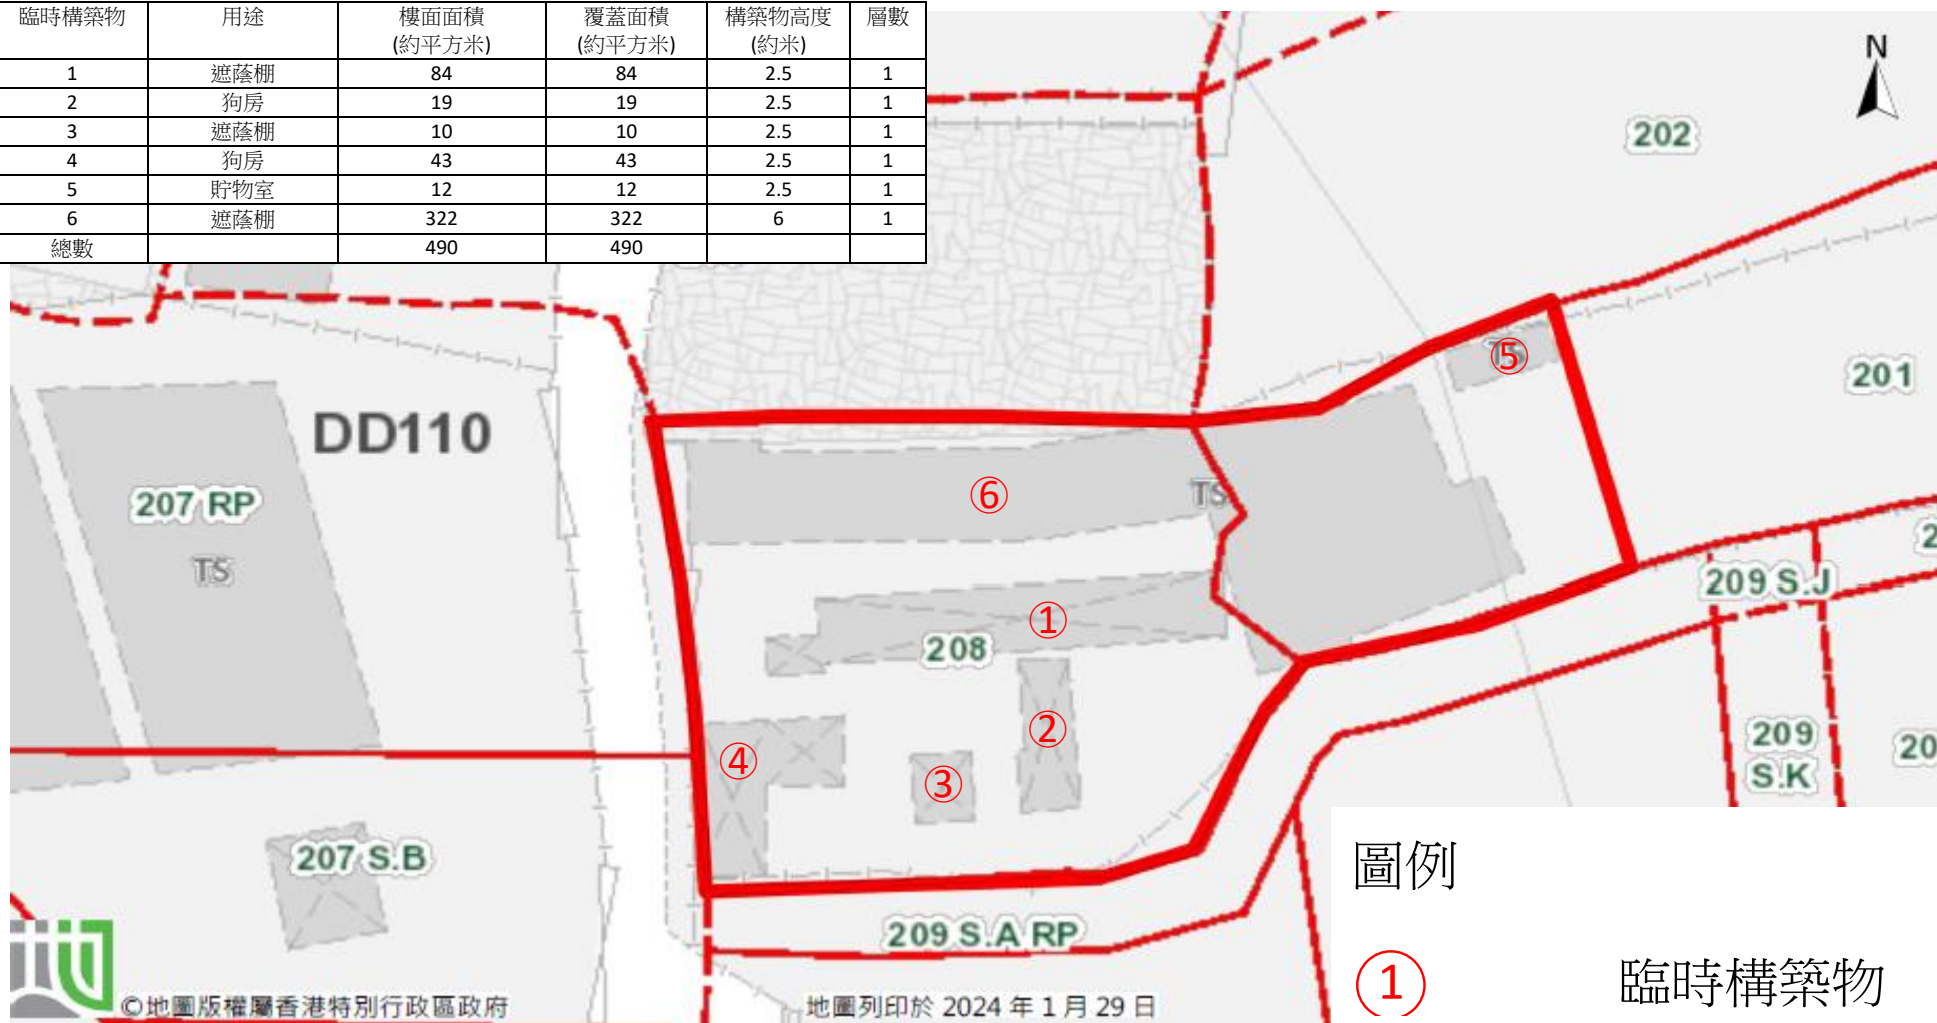 臨時構築物 用途 樓面面積 覆蓋面積 構築物高度 層數
(約平方米) (約平方米) (約米)
1 遮蔭棚 84 84 2.5 1
2 狗房 19 19 2.5 1
3 遮蔭棚 10 10 2.5 1
4 狗房 43 43 2.5 1
5 貯物室 12 12 2.5 1
6 遮蔭棚 322 322 6 1
總數 490 490
N
202
⑤
201
DD110
207 RP
TS
⑥
TS
①
208
209 S.J
②
④
③
209
S.K
20
207 S.B
209 S.A RP
圖例
① 臨時構築物
©地圖版權屬香港特別行政區政府
地圖列印於 2024 年 1 月 29 日